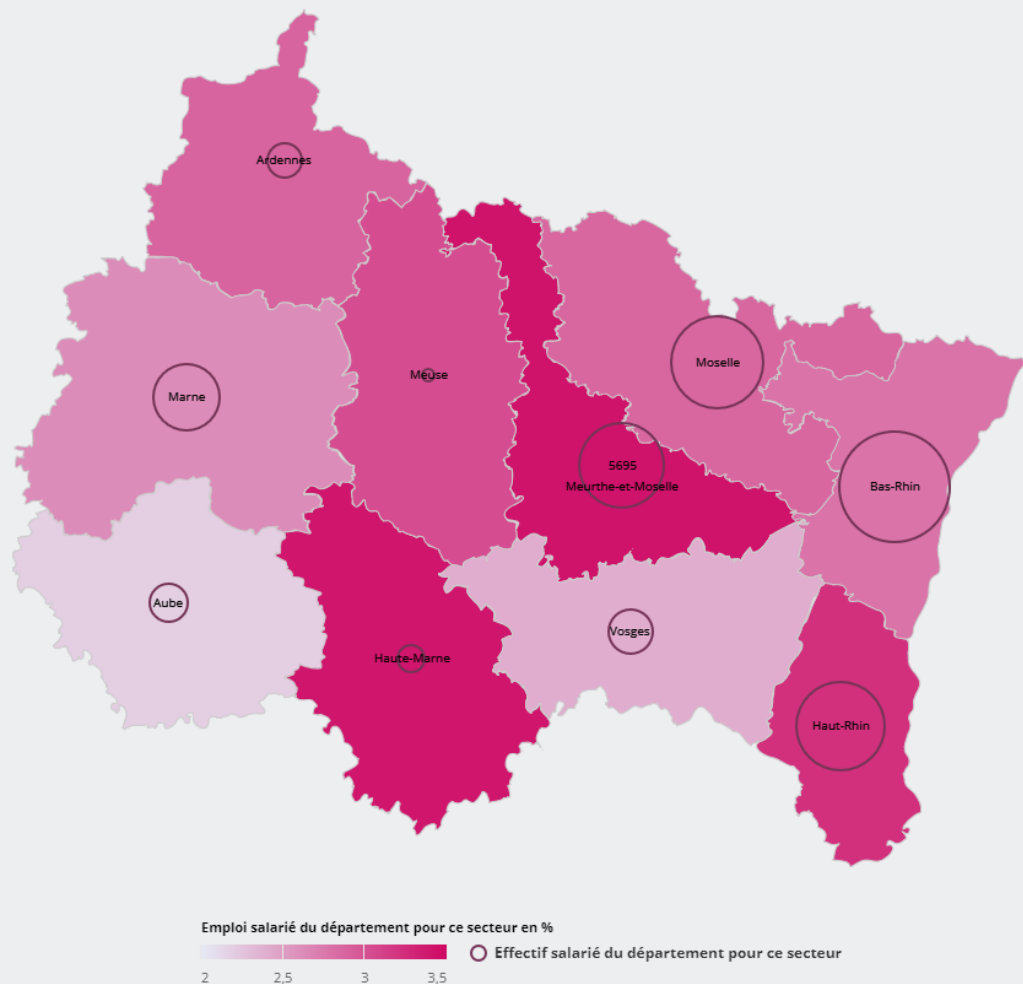 Ardennes
Moselle
Meuse
Marne
5695
Meurthe-et-Moselle
Bas-Rhin
Aube
Vosges
Haute-Marne
Haut-Rhin
Emploi salarié du département pour ce secteur en %
Effectif salarié du département pour ce secteur
2 2,5 3 3,5